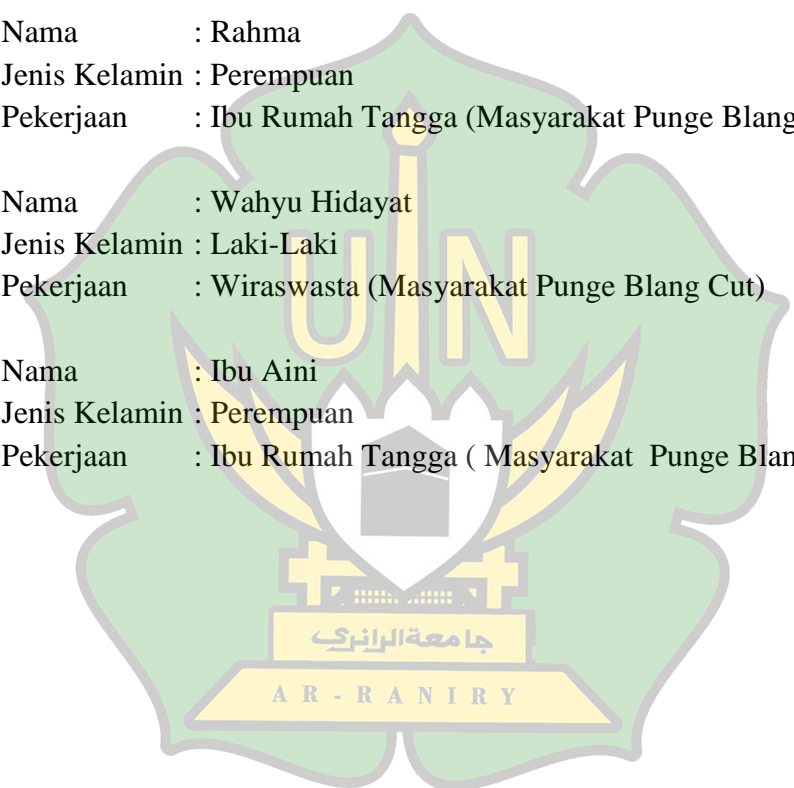 Nama : Rahma
Jenis Kelamin : Perempuan
Pekerjaan : Ibu Rumah Tangga (Masyarakat Punge Blang
Nama : Wahyu Hidayat
Jenis Kelamin : Laki-Laki
Pekerjaan : Wiraswasta (Masyarakat Punge Blang Cut)
Nama : Ibu Aini
Jenis Kelamin : Perempuan
Pekerjaan : Ibu Rumah Tangga ( Masyarakat Punge Blan
UIN
جامعة الرانري
AR-RANIRY